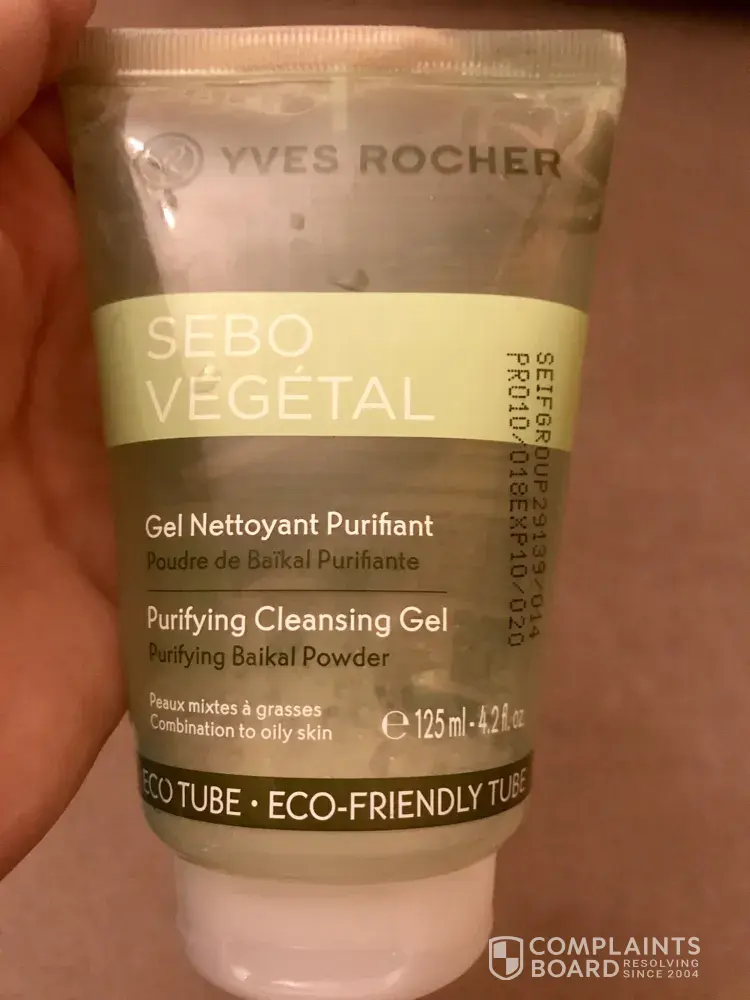 YVES ROCHER
SEBO
VÉGÉTAL
SEIFGROUP29139/014
PRO10/018EXP10/020
Gel Nettoyant Purifiant
Poudre de Baïkal Purifiante
Purifying Cleansing Gel
Purifying Baikal Powder
Peaux mixtes à grasses
Combination to oily skin
℮ 125 ml - 4.2 fl. oz
ECO TUBE · ECO-FRIENDLY TUBE
COMPLAINTS
BOARD RESOLVING
SINCE 2004